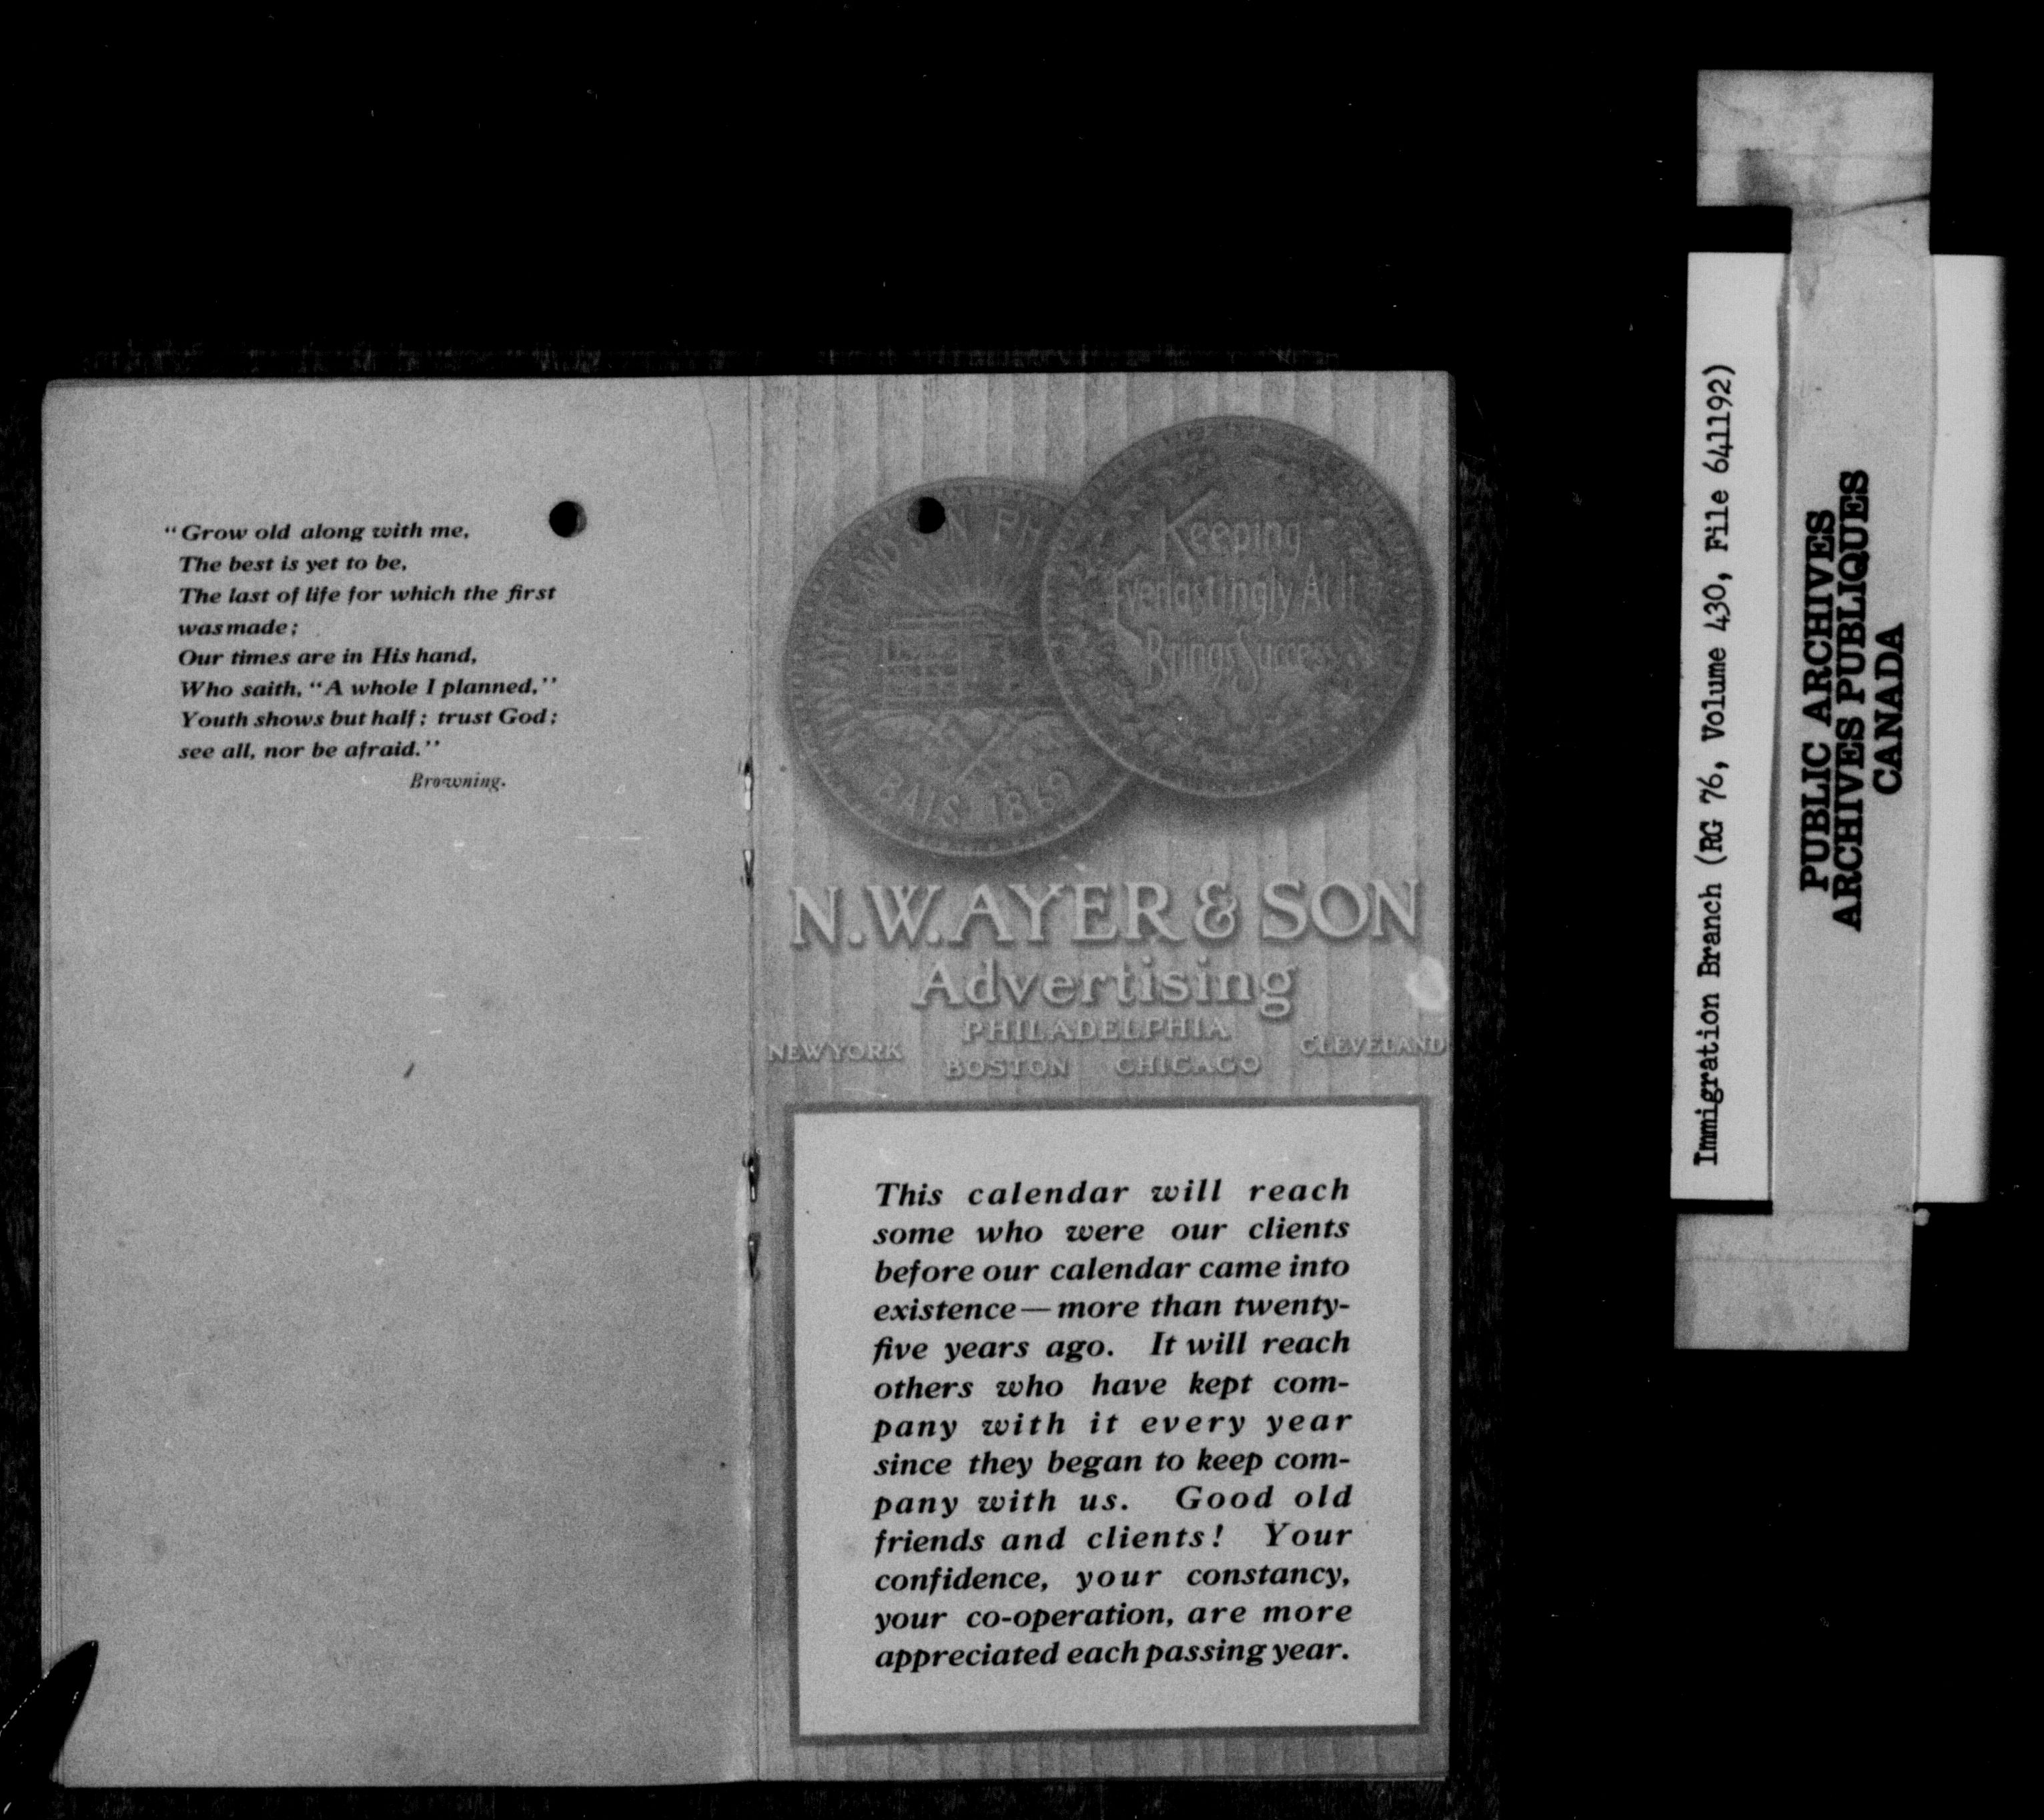 “Grow old along with me,
The best is yet to be,
The last of life for which the first
was made;
Our times are in His hand,
Who saith, “A whole I planned,”
Youth shows but half; trust God;
see all, nor be afraid.”
Browning.
Keeping
Everlastingly At It
Brings Success
1869
N.W. AYER & SON
Advertising
PHILADELPHIA
NEW YORK CLEVELAND
BOSTON CHICAGO
This calendar will reach
some who were our clients
before our calendar came into
existence—more than twenty-
five years ago. It will reach
others who have kept com-
pany with it every year
since they began to keep com-
pany with us. Good old
friends and clients! Your
confidence, your constancy,
your co-operation, are more
appreciated each passing year.
Immigration Branch (RG 76, Volume 430, File 641192)
PUBLIC ARCHIVES
ARCHIVES PUBLIQUES
CANADA